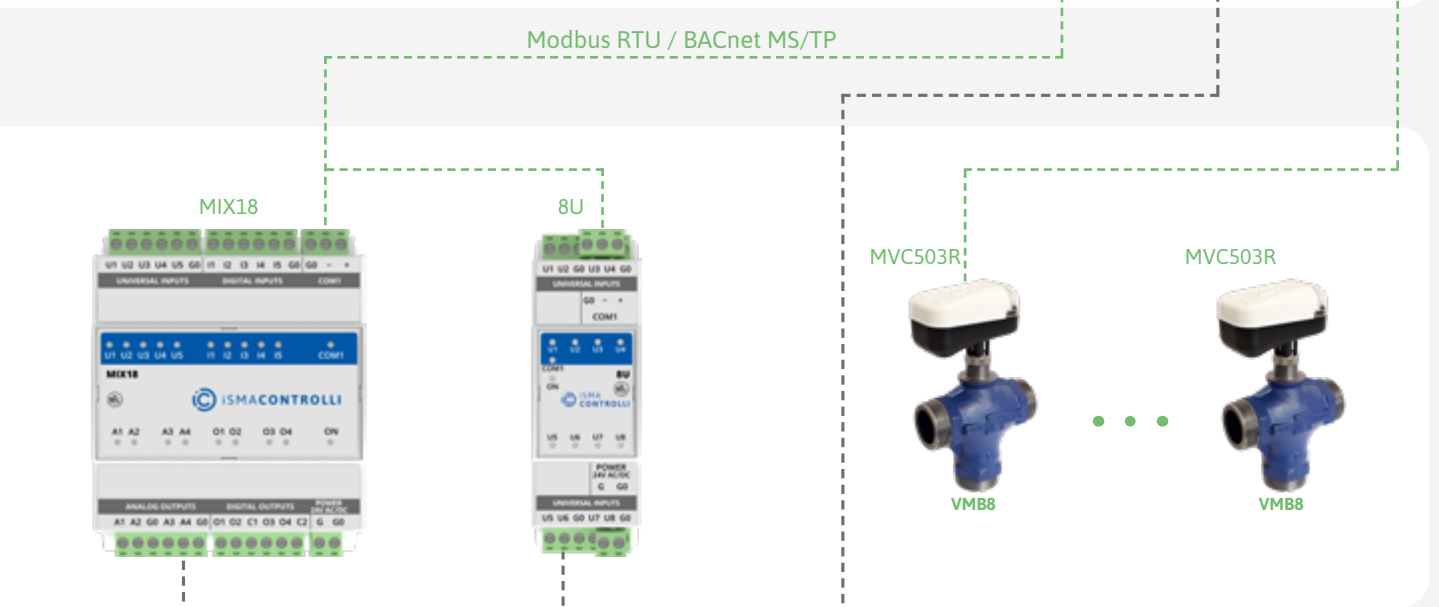 Modbus RTU / BACnet MS/TP
MIX18
8U
MVC503R
MVC503R
U1 U2 U3 U4 U5 G0 I1 I2 I3 I4 I5 G0 G0 - +
UNIVERSAL INPUTS DIGITAL INPUTS COM1
U1 U2 U3 U4 U5 I1 I2 I3 I4 I5 COM1
MIX18
iSMACONTROLLI
A1 A2 A3 A4 O1 O2 O3 O4 ON
ANALOG OUTPUTS DIGITAL OUTPUTS POWER
24V AC/DC
A1 A2 G0 A3 A4 G0 O1 O2 C1 O3 O4 C2 G G0
U1 U2 G0 U3 U4 G0
UNIVERSAL INPUTS
G0 - +
COM1
U1 U2 U3 U4
COM1
8U
ON
iSMA
CONTROLLI
U5 U6 U7 U8
POWER
24V AC/DC
G G0
UNIVERSAL INPUTS
U5 U6 G0 U7 U8 G0
VMB8
VMB8